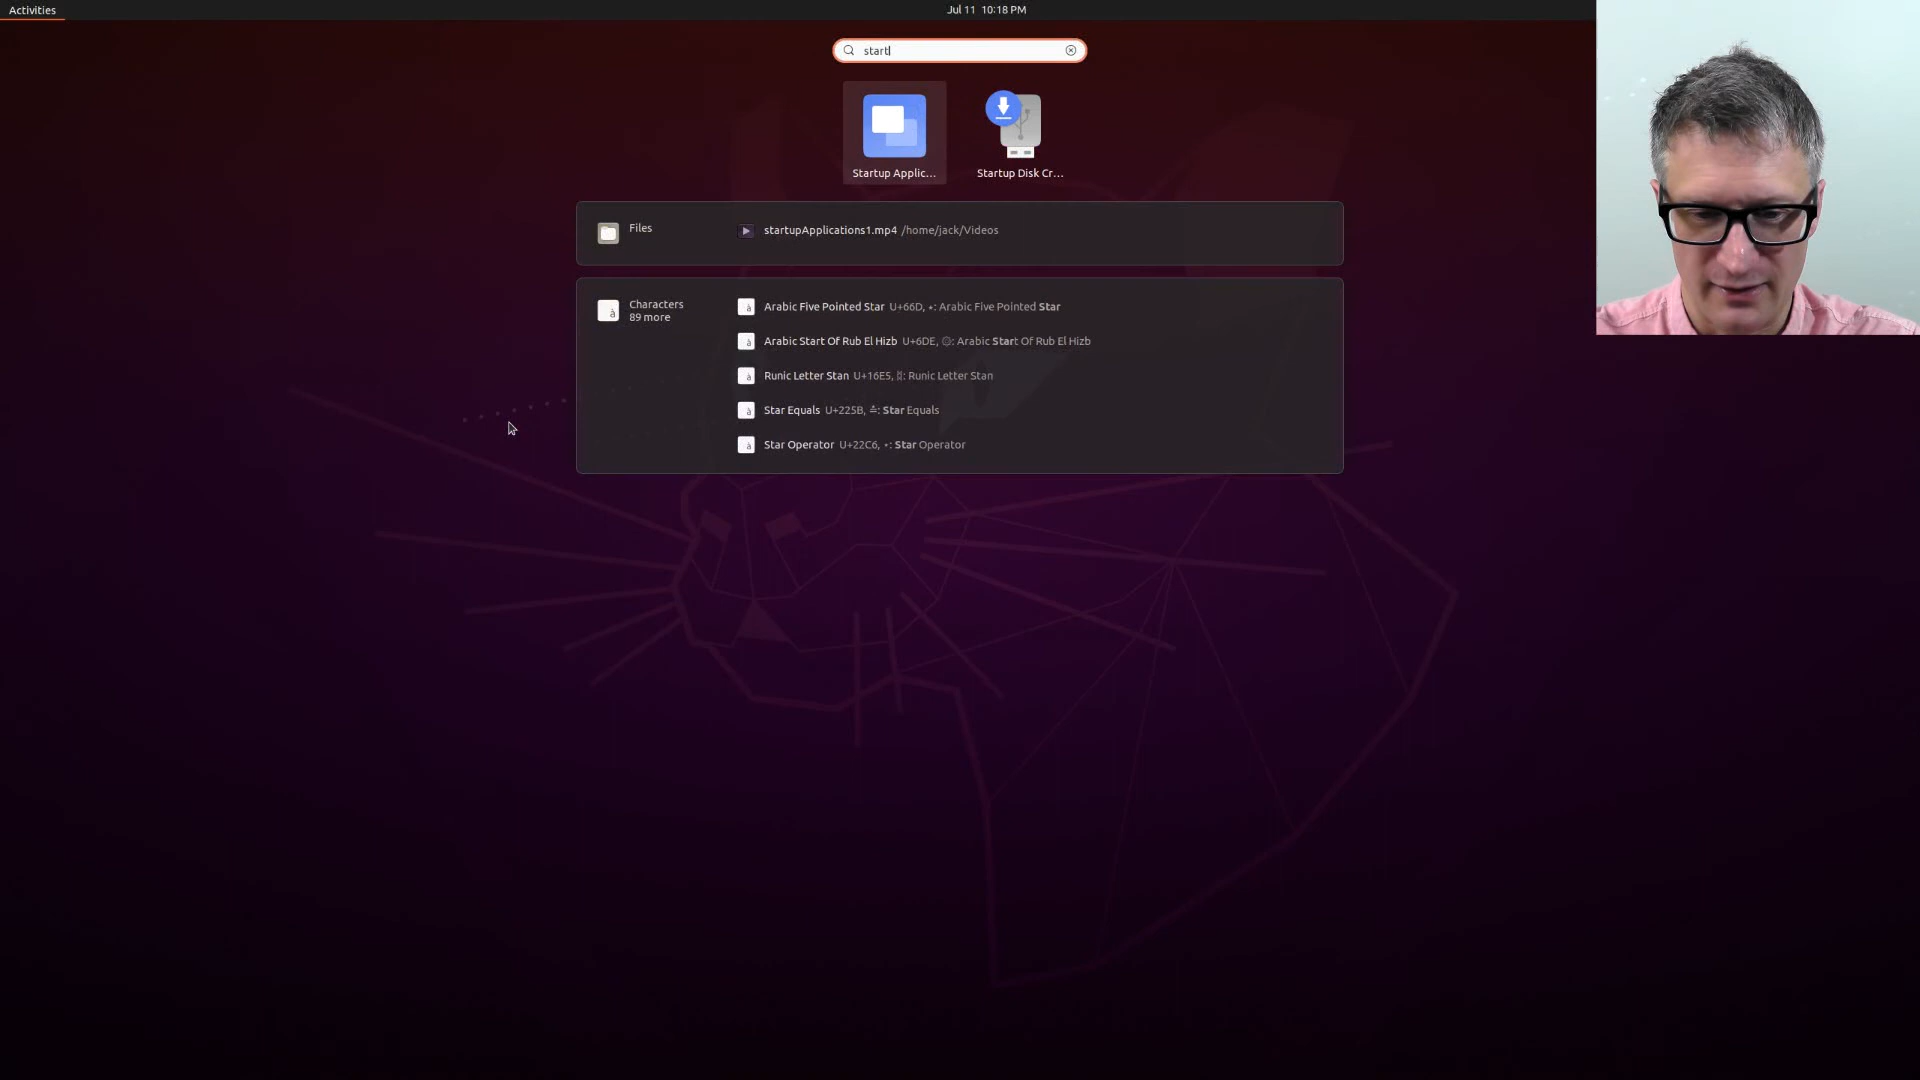 Activities
Jul 11 10:18 PM
start
Startup Applic...
Startup Disk Cr...
Files
startupApplications1.mp4 /home/jack/Videos
Characters
89 more
Arabic Five Pointed Star U+66D, ٭: Arabic Five Pointed Star
Arabic Start Of Rub El Hizb U+6DE, ۞: Arabic Start Of Rub El Hizb
Runic Letter Stan U+16E5, ᛥ: Runic Letter Stan
Star Equals U+225B, ≛: Star Equals
Star Operator U+22C6, ⋆: Star Operator